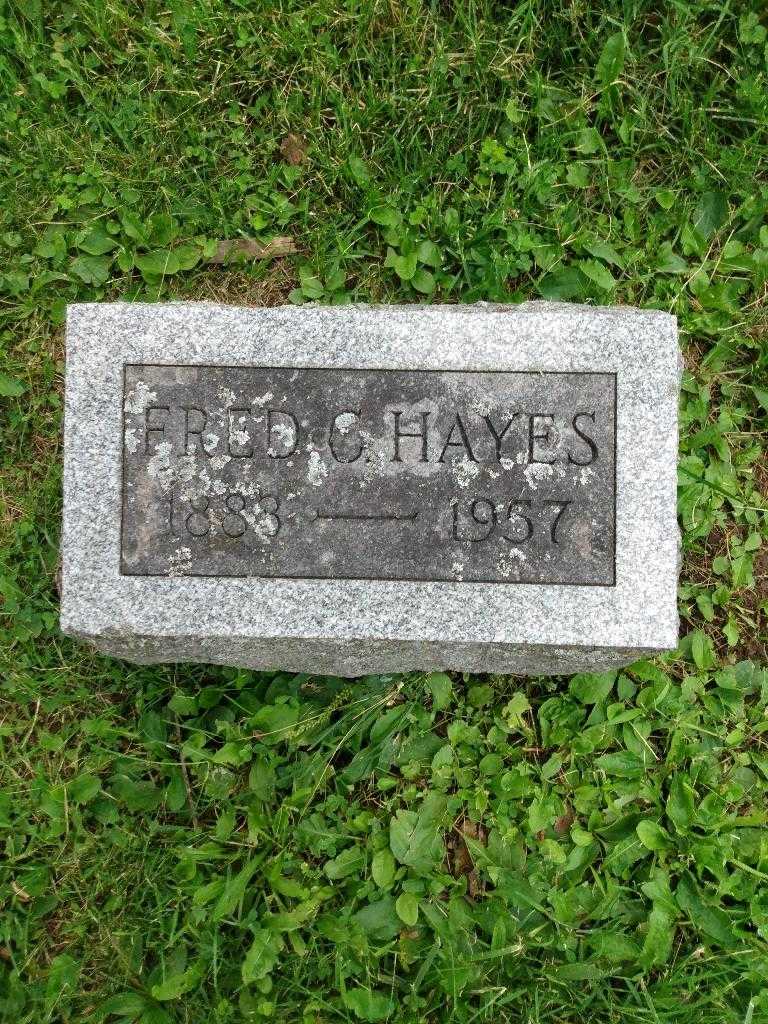 FRED C. HAYES
1883 — 1957